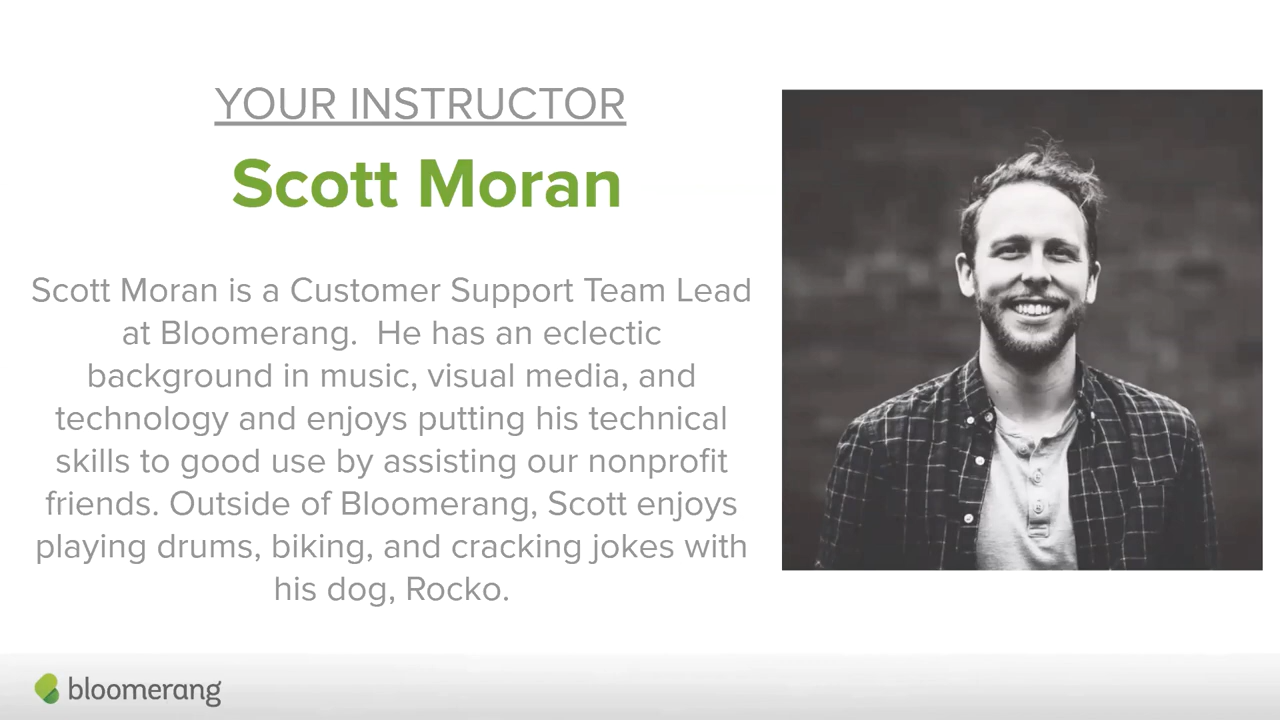 YOUR INSTRUCTOR
Scott Moran
Scott Moran is a Customer Support Team Lead
at Bloomerang.  He has an eclectic
background in music, visual media, and
technology and enjoys putting his technical
skills to good use by assisting our nonprofit
friends. Outside of Bloomerang, Scott enjoys
playing drums, biking, and cracking jokes with
his dog, Rocko.
bloomerang